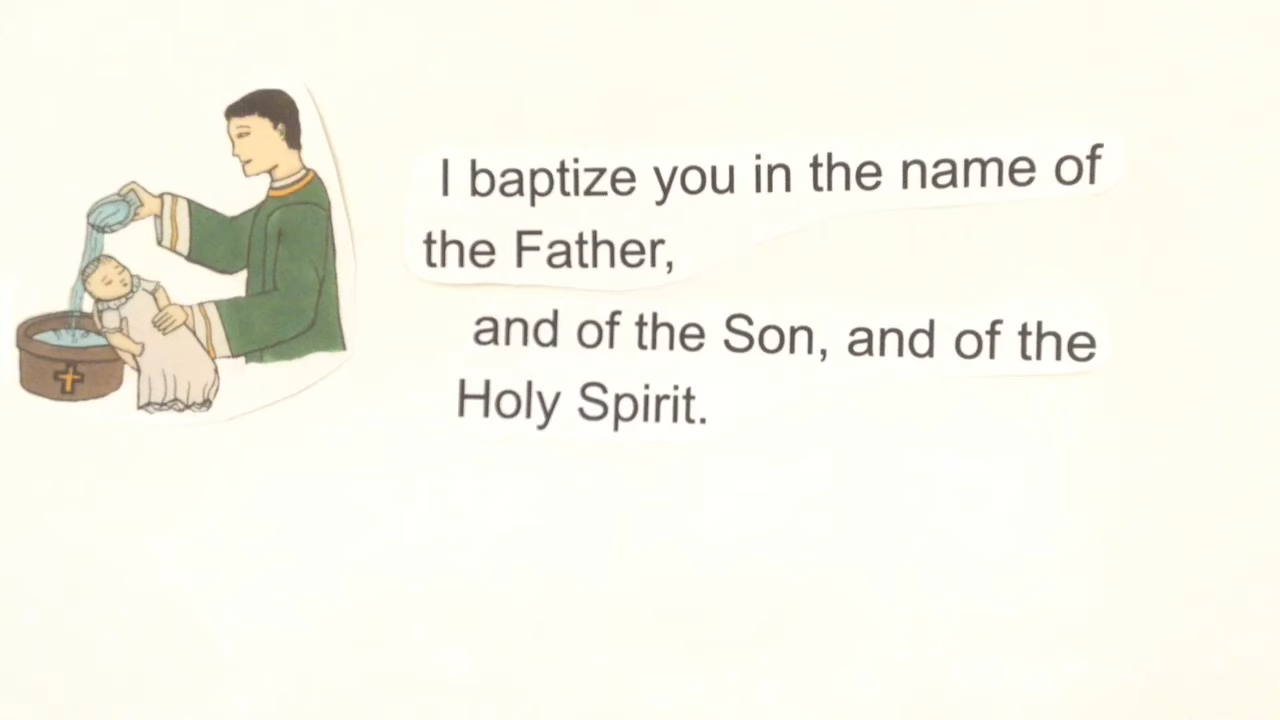 I baptize you in the name of
the Father,
and of the Son, and of the
Holy Spirit.